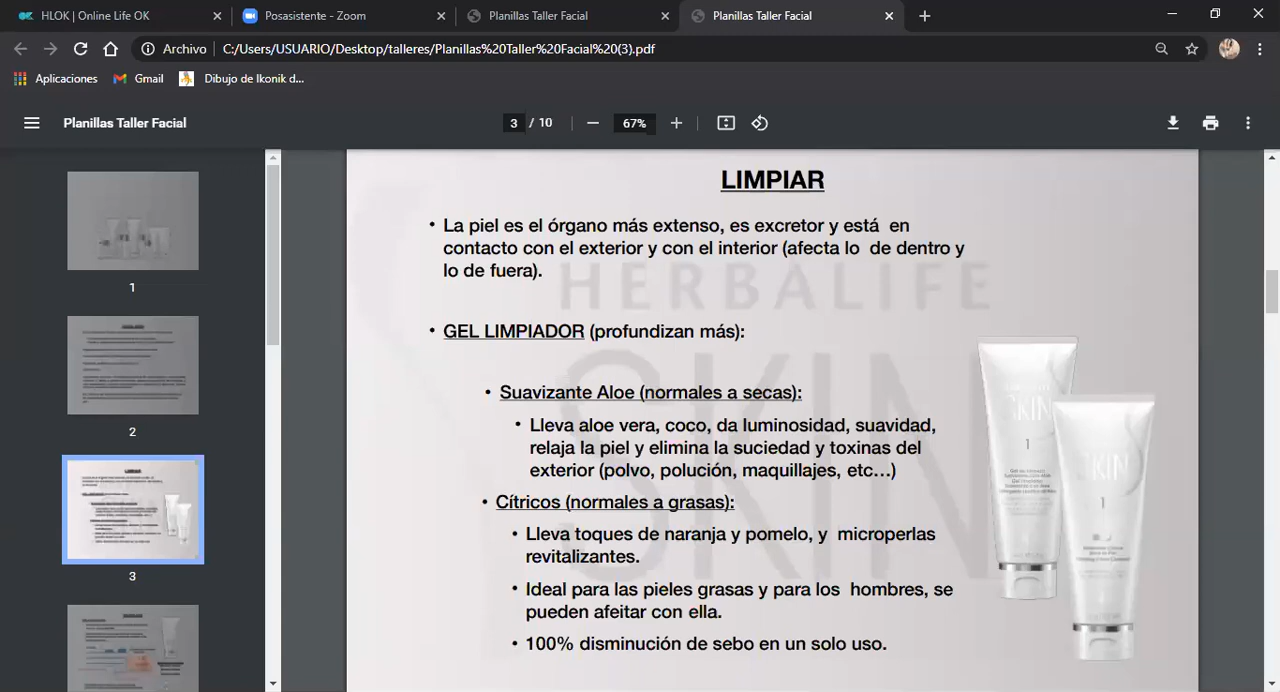 HLOK | Online Life OK
Posasistente - Zoom
Planillas Taller Facial
Planillas Taller Facial
Archivo
C:/Users/USUARIO/Desktop/talleres/Planillas%20Taller%20Facial%20(3).pdf
Aplicaciones
Gmail
Dibujo de Ikonik d...
Planillas Taller Facial
3 / 10
67%
1
2
3
LIMPIAR
• La piel es el órgano más extenso, es excretor y está en
contacto con el exterior y con el interior (afecta lo de dentro y
lo de fuera).
HERBALIFE
SKIN
• GEL LIMPIADOR (profundizan más):
• Suavizante Aloe (normales a secas):
• Lleva aloe vera, coco, da luminosidad, suavidad,
relaja la piel y elimina la suciedad y toxinas del
exterior (polvo, polución, maquillajes, etc…)
• Cítricos (normales a grasas):
• Lleva toques de naranja y pomelo, y microperlas
revitalizantes.
• Ideal para las pieles grasas y para los hombres, se
pueden afeitar con ella.
• 100% disminución de sebo en un solo uso.
SKIN
1
SKIN
1